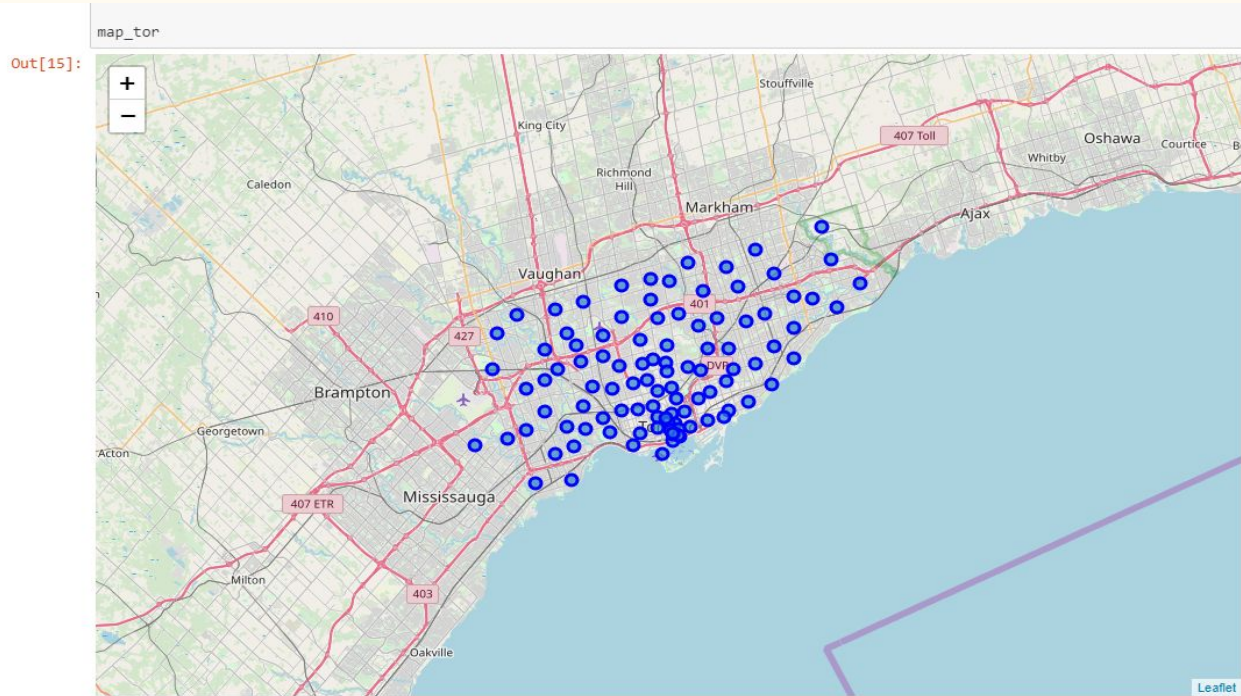 map_tor
Out[15]:
+
−
Stouffville
King City
407 Toll
Oshawa
Courtice
Whitby
Richmond
Hill
Caledon
Markham
Ajax
Vaughan
401
410
427
DVP
Brampton
Georgetown
Acton
Mississauga
407 ETR
Milton
403
Oakville
Leaflet